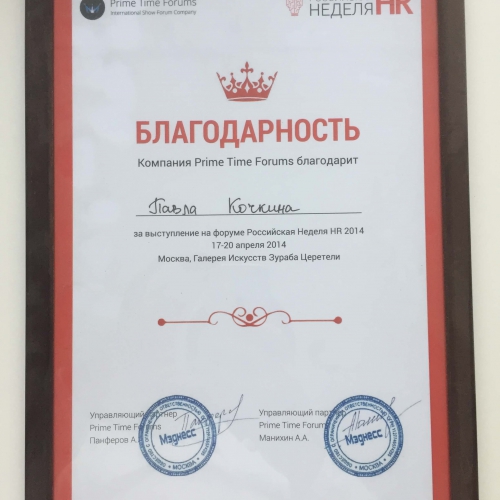 Prime Time Forums
International Show Forum Company
НЕДЕЛЯ HR
БЛАГОДАРНОСТЬ
Компания Prime Time Forums благодарит
Павла Кочкина
за выступление на форуме Российская Неделя HR 2014
17-20 апреля 2014
Москва, Галерея Искусств Зураба Церетели
Управляющий партнер
Prime Time Forums
Панферов А.
Мэднесс
МОСКВА
Управляющий партнер
Prime Time Forums
Манихин А.А.
Мэднесс
МОСКВА